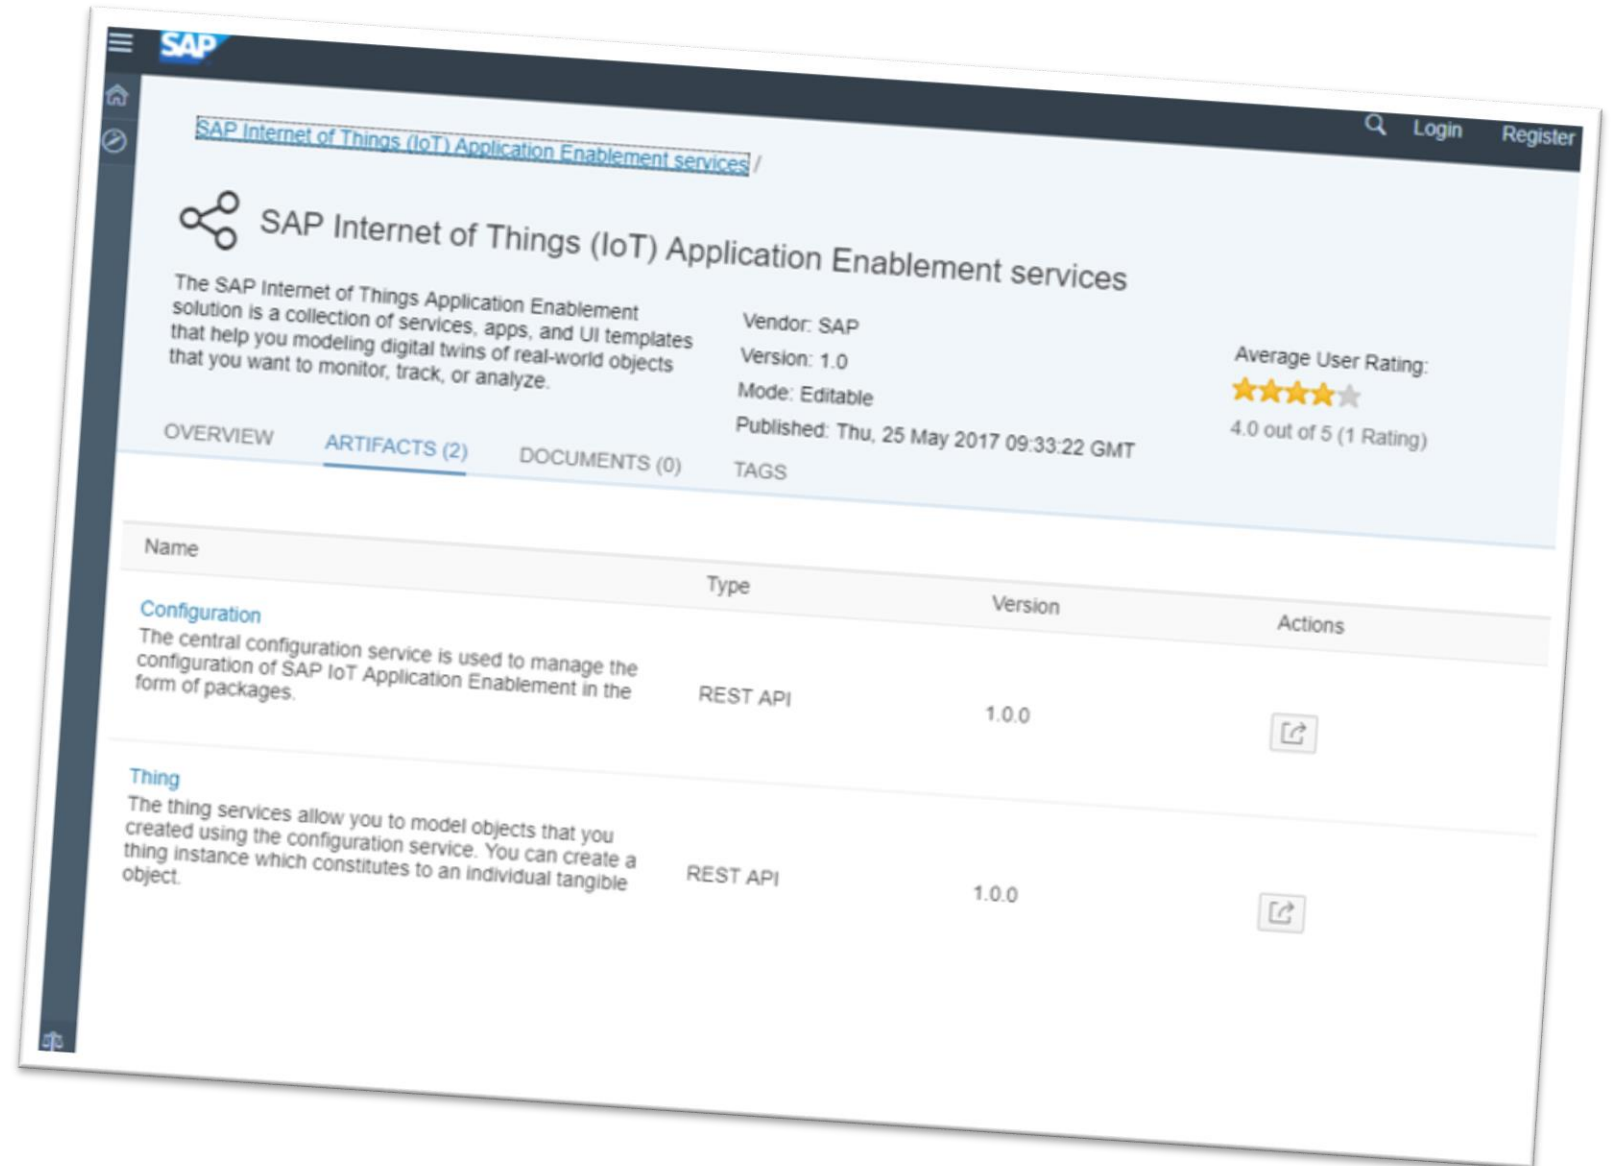 SAP
Login Register
SAP Internet of Things (IoT) Application Enablement services /
SAP Internet of Things (IoT) Application Enablement services
The SAP Internet of Things Application Enablement
solution is a collection of services, apps, and UI templates
that help you modeling digital twins of real-world objects
that you want to monitor, track, or analyze.
Vendor: SAP
Version: 1.0
Mode: Editable
Published: Thu, 25 May 2017 09:33:22 GMT
Average User Rating:
4.0 out of 5 (1 Rating)
OVERVIEW ARTIFACTS (2) DOCUMENTS (0) TAGS
Name Type Version Actions
Configuration
The central configuration service is used to manage the
configuration of SAP IoT Application Enablement in the
form of packages.
REST API 1.0.0
Thing
The thing services allow you to model objects that you
created using the configuration service. You can create a
thing instance which constitutes to an individual tangible
object.
REST API 1.0.0